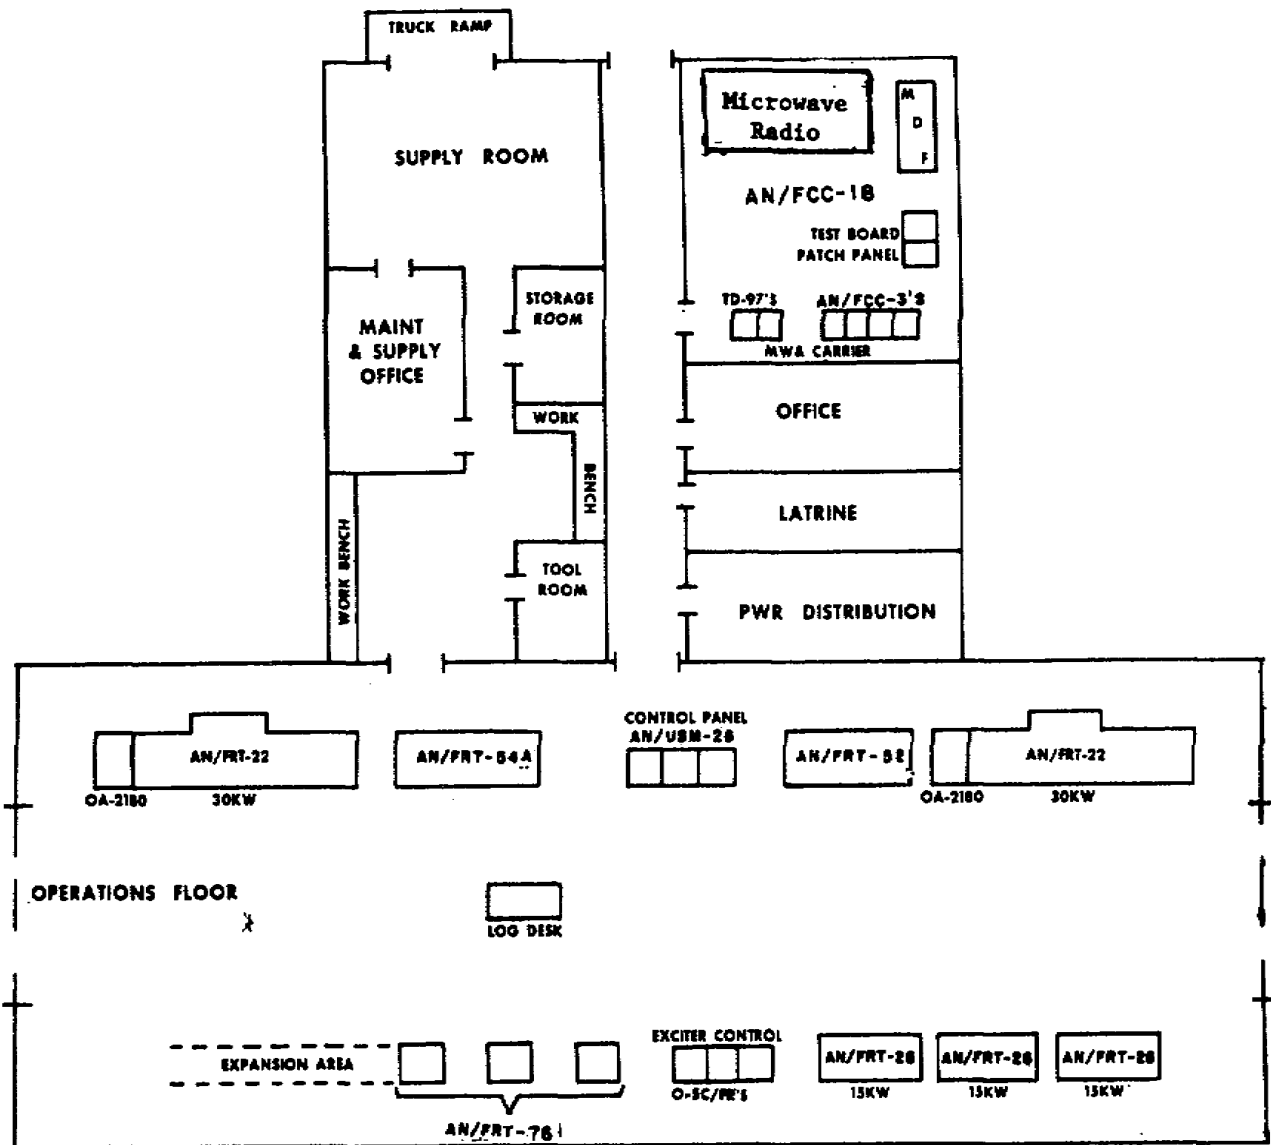 TRUCK RAMP
Microwave
Radio
M
D
F
SUPPLY ROOM
AN/FCC-18
TEST BOARD
PATCH PANEL
STORAGE
ROOM
TD-97'S
AN/FCC-3'S
MAINT
& SUPPLY
OFFICE
MWA CARRIER
WORK
BENCH
OFFICE
WORK BENCH
LATRINE
TOOL
ROOM
PWR DISTRIBUTION
CONTROL PANEL
AN/USM-26
AN/FRT-22
OA-2180
30KW
AN/FRT-54A
AN/FRT-52
AN/FRT-22
OA-2180
30KW
OPERATIONS FLOOR
LOG DESK
EXPANSION AREA
AN/FRT-76
EXCITER CONTROL
O-5C/FR'S
AN/FRT-26
15KW
AN/FRT-26
15KW
AN/FRT-26
15KW